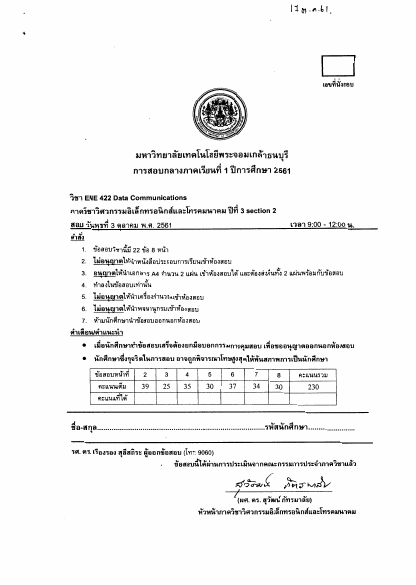 เลขที่นั่งสอบ
มหาวิทยาลัยเทคโนโลยีพระจอมเกล้าธนบุรี
การสอบกลางภาคเรียนที่ 1 ปีการศึกษา 2561
วิชา ENE 422 Data Communications
ภาควิชาวิศวกรรมอิเล็กทรอนิกส์และโทรคมนาคม ปีที่ 3 section 2
สอบ วันพุธที่ 3 ตุลาคม พ.ศ. 2561 เวลา 9:00 - 12:00 น.
คำสั่ง
1. ข้อสอบวิชานี้มี 22 ข้อ 8 หน้า
2. ไม่อนุญาตให้นำหนังสือประกอบการเรียนเข้าห้องสอบ
3. อนุญาตให้นำเอกสาร A4 จำนวน 2 แผ่น เข้าห้องสอบได้ และต้องส่งคืนทั้ง 2 แผ่นพร้อมกับข้อสอบ
4. ทำลงในข้อสอบเท่านั้น
5. ไม่อนุญาตให้นำเครื่องคำนวณเข้าห้องสอบ
6. ไม่อนุญาตให้นำพจนานุกรมเข้าห้องสอบ
7. ห้ามนักศึกษานำข้อสอบออกนอกห้องสอบ
คำเตือน/คำแนะนำ
• เมื่อนักศึกษาทำข้อสอบเสร็จต้องยกมือบอกกรรมการคุมสอบ เพื่อขออนุญาตออกนอกห้องสอบ
• นักศึกษาซึ่งทุจริตในการสอบ อาจถูกพิจารณาโทษสูงสุดให้พ้นสภาพการเป็นนักศึกษา
ข้อสอบหน้าที่ 2 3 4 5 6 7 8 คะแนนรวม
คะแนนเต็ม 39 25 35 30 37 34 30 230
คะแนนที่ได้
ชื่อ-สกุล รหัสนักศึกษา
รศ. ดร. เรืองรอง สุลีสถิระ ผู้ออกข้อสอบ (โทร 9060)
ข้อสอบนี้ได้ผ่านการประเมินจากคณะกรรมการประจำภาควิชาแล้ว
(ผศ. ดร. สุวัฒน์ ภัทรมาลัย)
หัวหน้าภาควิชาวิศวกรรมอิเล็กทรอนิกส์และโทรคมนาคม